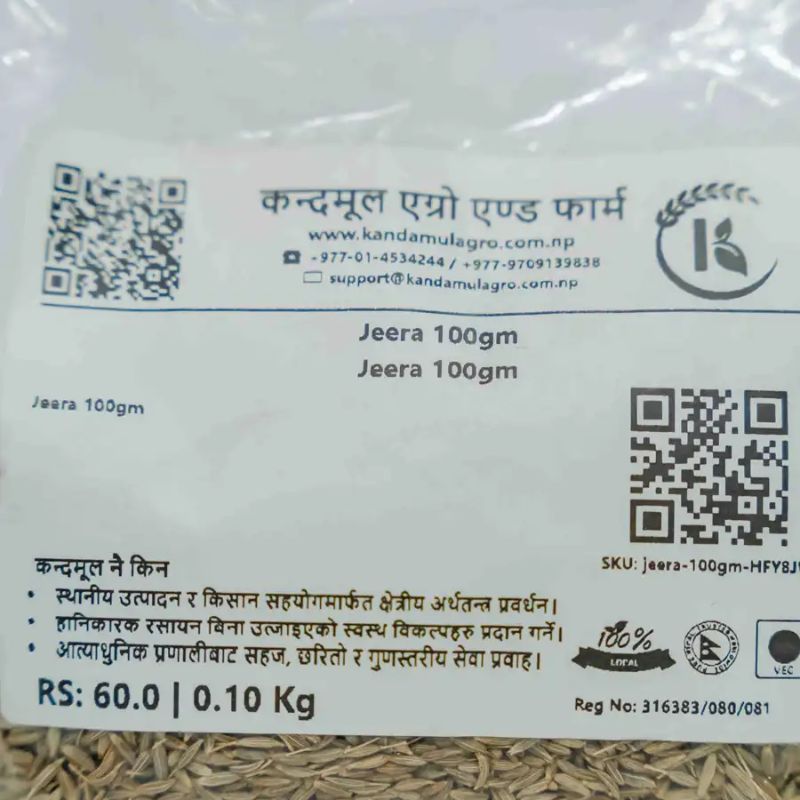 कन्दमूल एग्रो एण्ड फार्म
www.kandamulagro.com.np
-977-01-4534244 / +977-9709139838
support@kandamulagro.com.np
K
Jeera 100gm
Jeera 100gm
Jeera 100gm
SKU: jeera-100gm-HFY8J
कन्दमूल नै किन
• स्थानीय उत्पादन र किसान सहयोगमार्फत क्षेत्रीय अर्थतन्त्र प्रवर्धन।
• हानिकारक रसायन बिना उत्जाइएको स्वस्थ विकल्पहरु प्रदान गर्ने।
• आत्याधुनिक प्रणालीबाट सहज, छरितो र गुणस्तरीय सेवा प्रवाह।
100%
LOCAL
VEG
RS: 60.0 | 0.10 Kg
Reg No: 316383/080/081